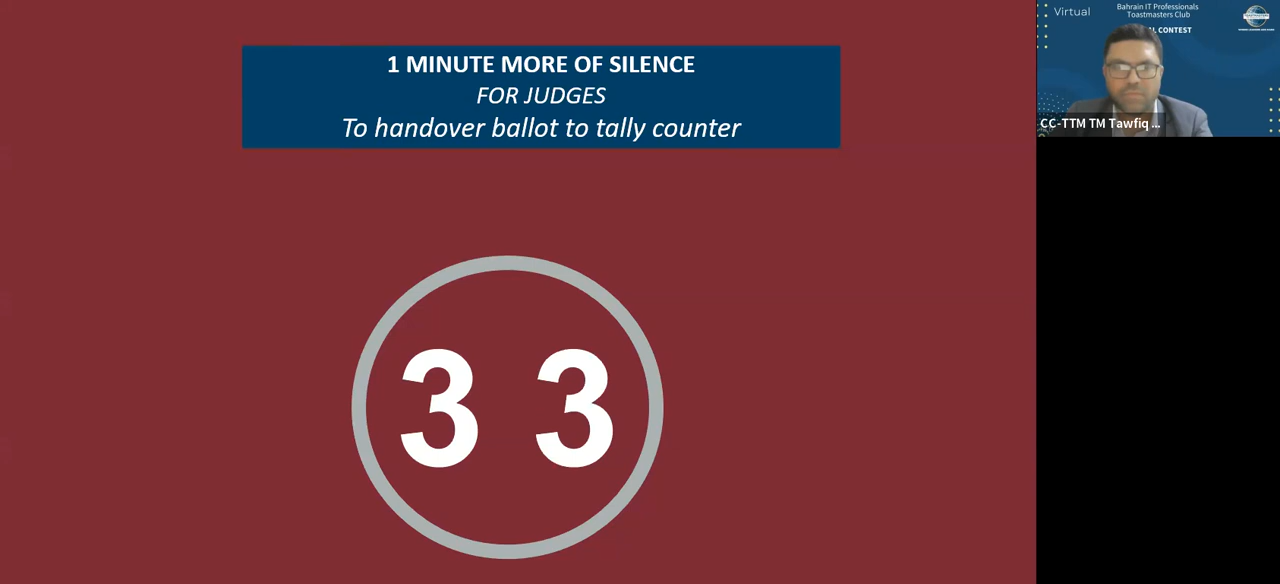 1 MINUTE MORE OF SILENCE
FOR JUDGES
To handover ballot to tally counter
3 3
Virtual
Bahrain IT Professionals
Toastmasters Club
CONTEST
CC-TTM TM Tawfiq ...